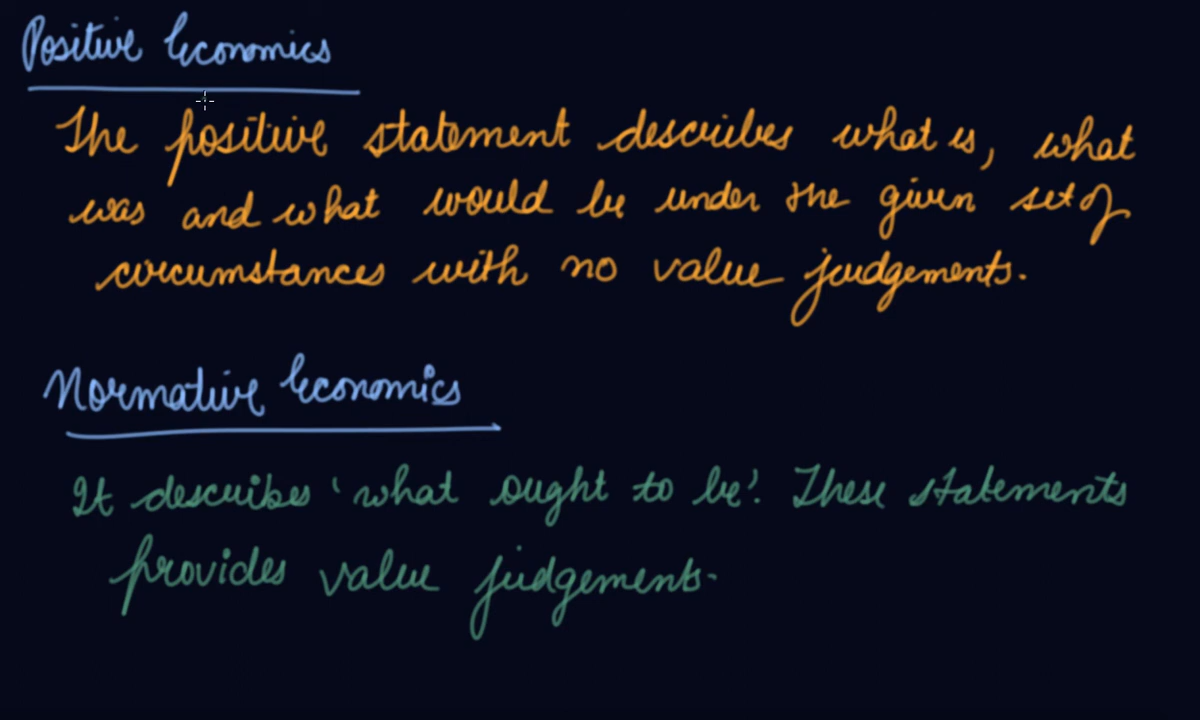 Positive Economics
The positive statement describes what is, what
was and what would be under the given set of
circumstances with no value judgements.
Normative Economics
It describes 'what ought to be'. These statements
provides value judgements.